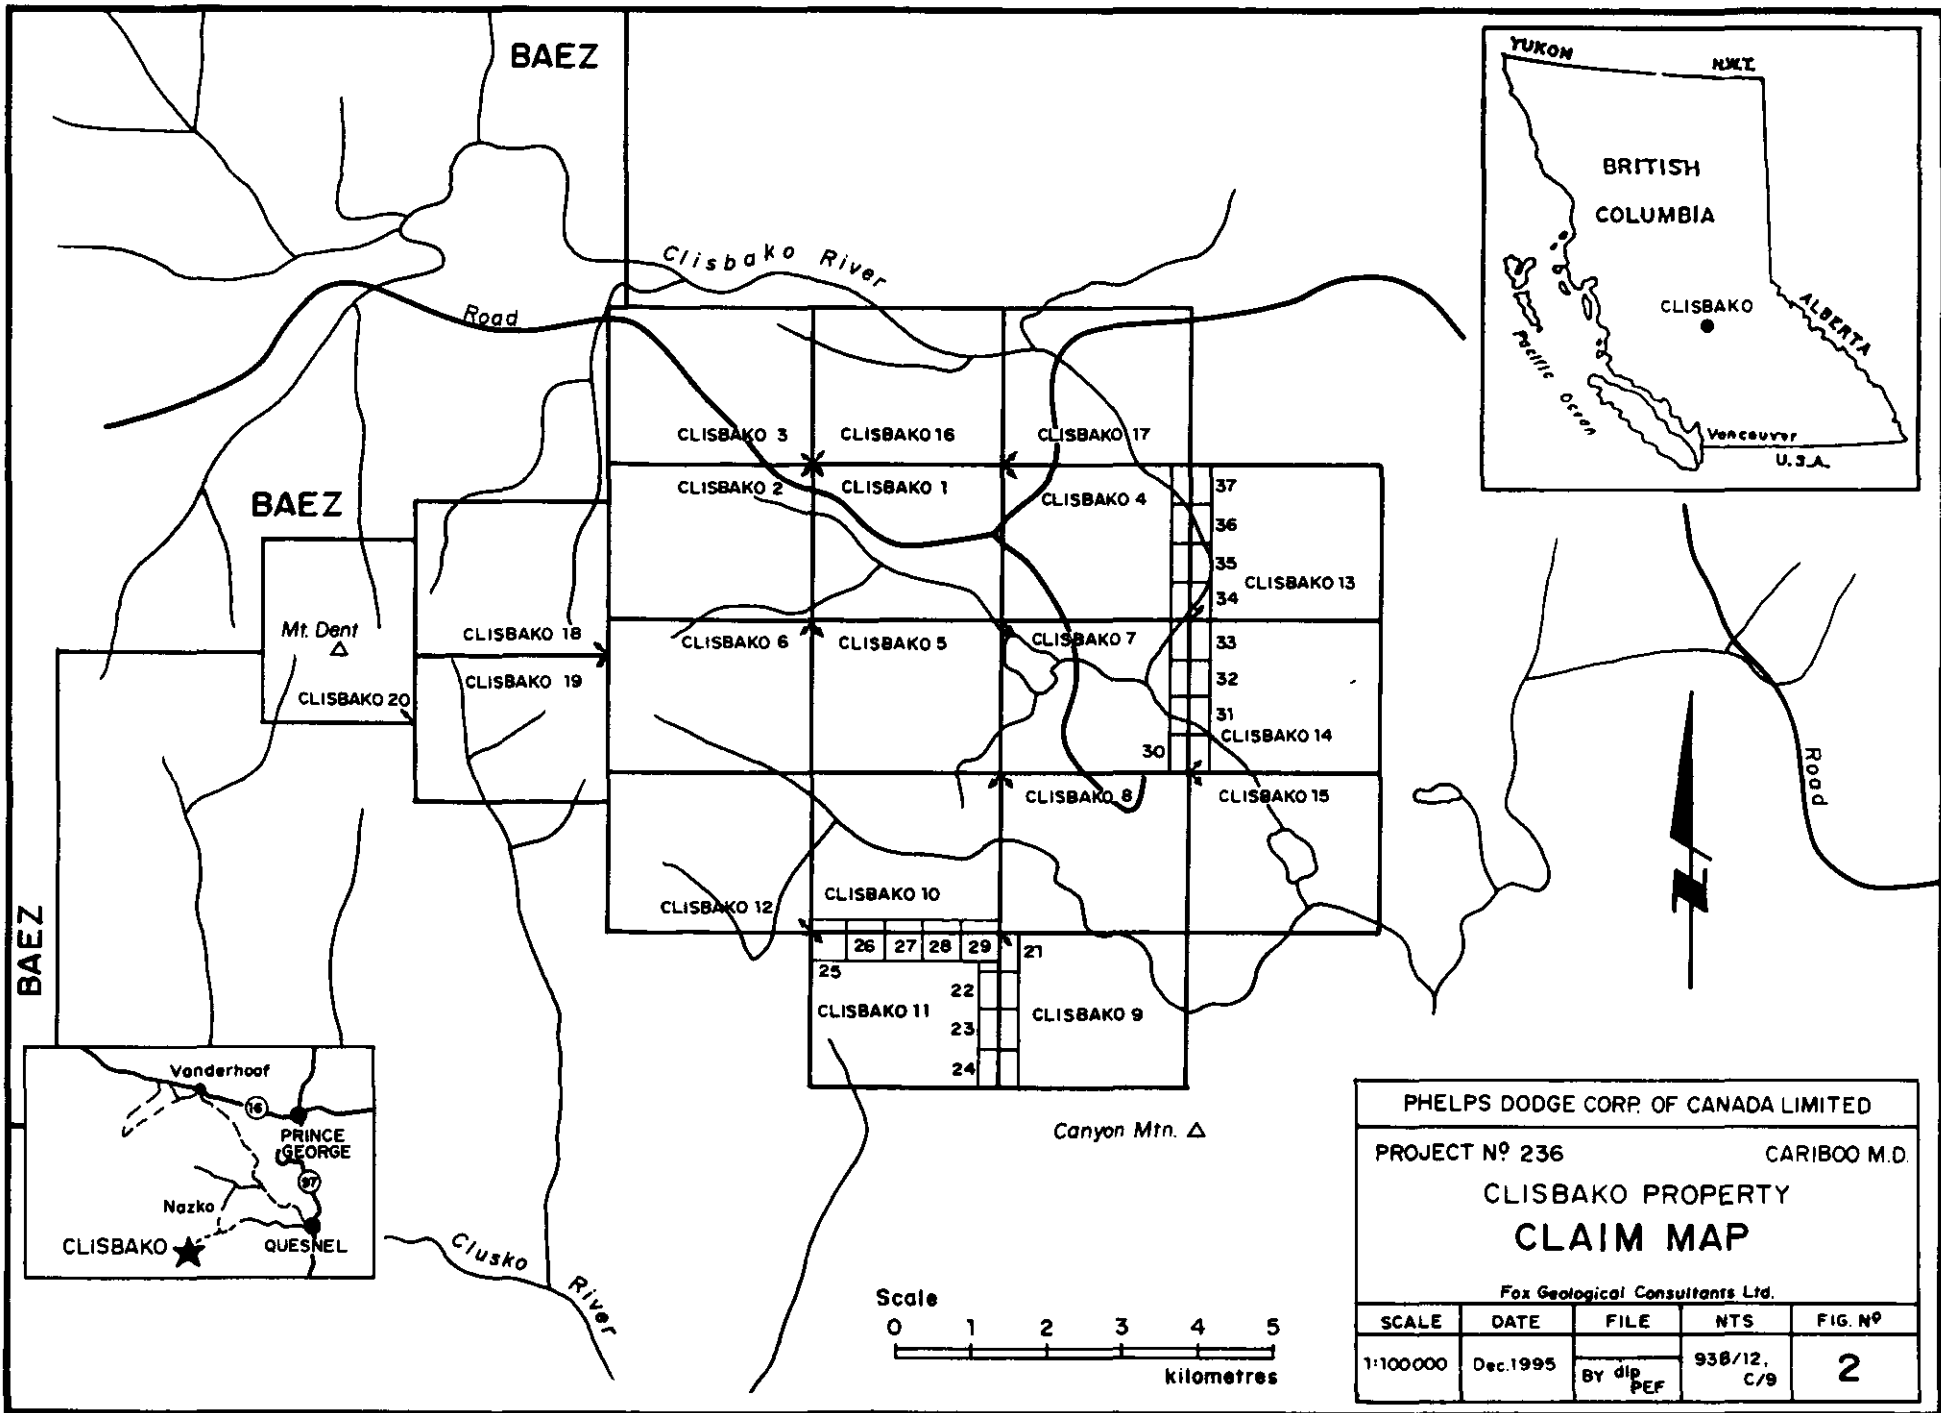 BAEZ
YUKON
N.W.T.
BRITISH
COLUMBIA
CLISBAKO
ALBERTA
Pacific Ocean
Vancouver
U.S.A.
Clisbako River
Road
CLISBAKO 3
CLISBAKO 16
CLISBAKO 17
CLISBAKO 2
CLISBAKO 1
CLISBAKO 4
37
36
35
34
CLISBAKO 13
BAEZ
Mt. Dent
CLISBAKO 18
CLISBAKO 6
CLISBAKO 5
CLISBAKO 7
33
32
31
CLISBAKO 19
CLISBAKO 20
CLISBAKO 14
30
Road
CLISBAKO 8
CLISBAKO 15
N
CLISBAKO 10
CLISBAKO 12
BAEZ
26
27
28
29
21
25
22
CLISBAKO 11
CLISBAKO 9
23
24
Canyon Mtn.
Vanderhoof
16
PRINCE
GEORGE
97
Nazko
CLISBAKO
QUESNEL
Clusko River
Scale
0 1 2 3 4 5
kilometres
PHELPS DODGE CORP. OF CANADA LIMITED
PROJECT Nº 236 CARIBOO M.D.
CLISBAKO PROPERTY
CLAIM MAP
Fox Geological Consultants Ltd.
SCALE DATE FILE NTS FIG. Nº
1:100000 Dec.1995 BY dlp PEF 93B/12, C/9 2